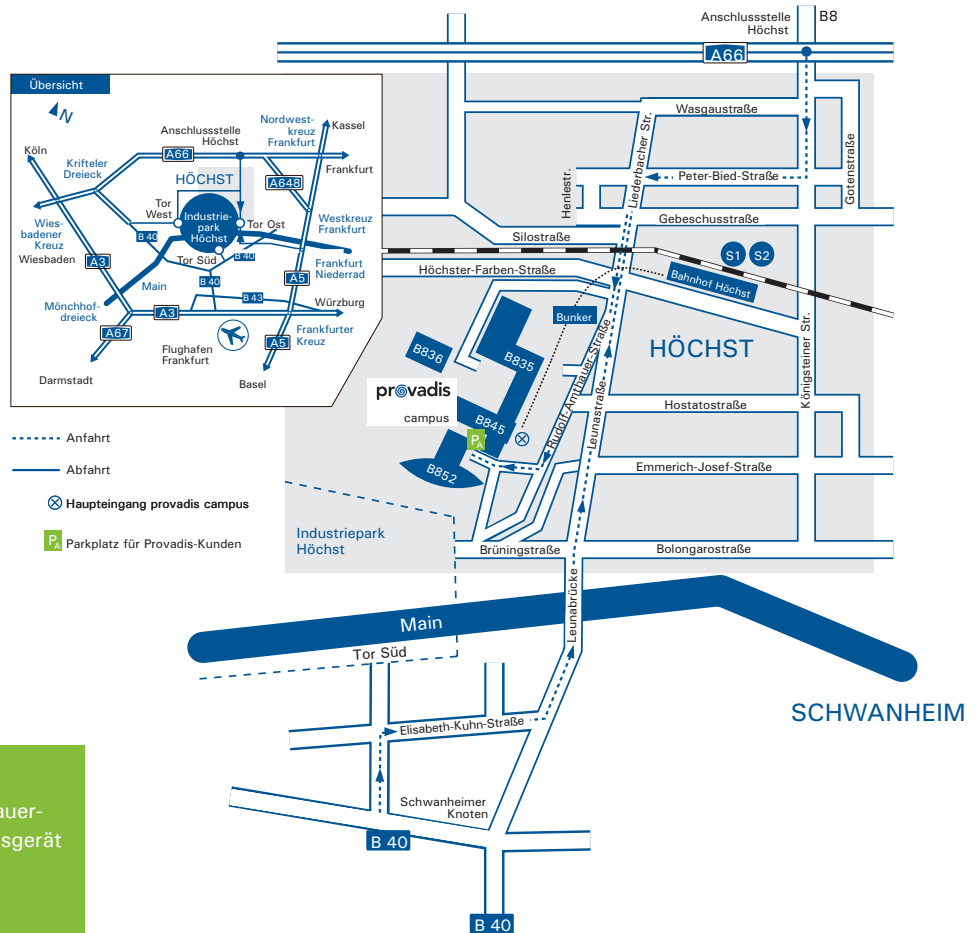 Anschlussstelle
Höchst
B8
A66
Übersicht
N
Nordwest-
kreuz
Frankfurt
Kassel
Anschlussstelle
Höchst
Köln
Krifteler
Dreieck
A66
Frankfurt
HÖCHST
A648
Tor
West
Industrie-
park
Höchst
Tor Ost
Westkreuz
Frankfurt
Wies-
badener
Kreuz
Wiesbaden
B 40
B 40
Tor Süd
A3
B 40
A5
Frankfurt
Niederrad
Main
B 43
Mönchhof-
dreieck
A3
Würzburg
A67
Frankfurter
Kreuz
A5
Flughafen
Frankfurt
Darmstadt
Basel
Wasgaustraße
Liederbacher Str.
Gotenstraße
Henlestr.
Peter-Bied-Straße
Gebeschusstraße
Silostraße
S1
S2
Höchster-Farben-Straße
Bahnhof Höchst
Bunker
HÖCHST
Königsteiner Str.
B836
B835
provadis
campus
Rudolf-Amthauer-Straße
Leunastraße
Hostatostraße
B845
PA
B852
Emmerich-Josef-Straße
Anfahrt
Abfahrt
Haupteingang provadis campus
PA Parkplatz für Provadis-Kunden
Industriepark
Höchst
Brüningstraße
Bolongarostraße
Leunabrücke
Main
Tor Süd
SCHWANHEIM
Elisabeth-Kuhn-Straße
Schwanheimer
Knoten
B 40
B 40
auer-
sgerät